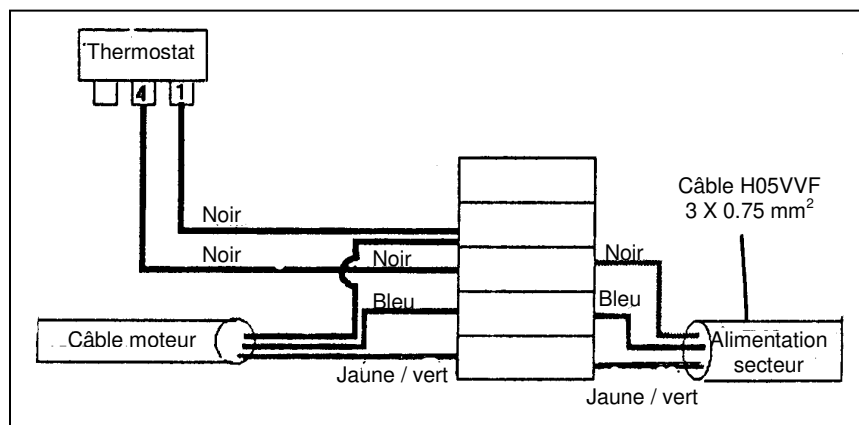 Thermostat
4 1
Câble H05VVF
3 X 0.75 mm²
Noir
Noir Noir Noir
Bleu Bleu
Câble moteur
Alimentation
secteur
Jaune / vert
Jaune / vert